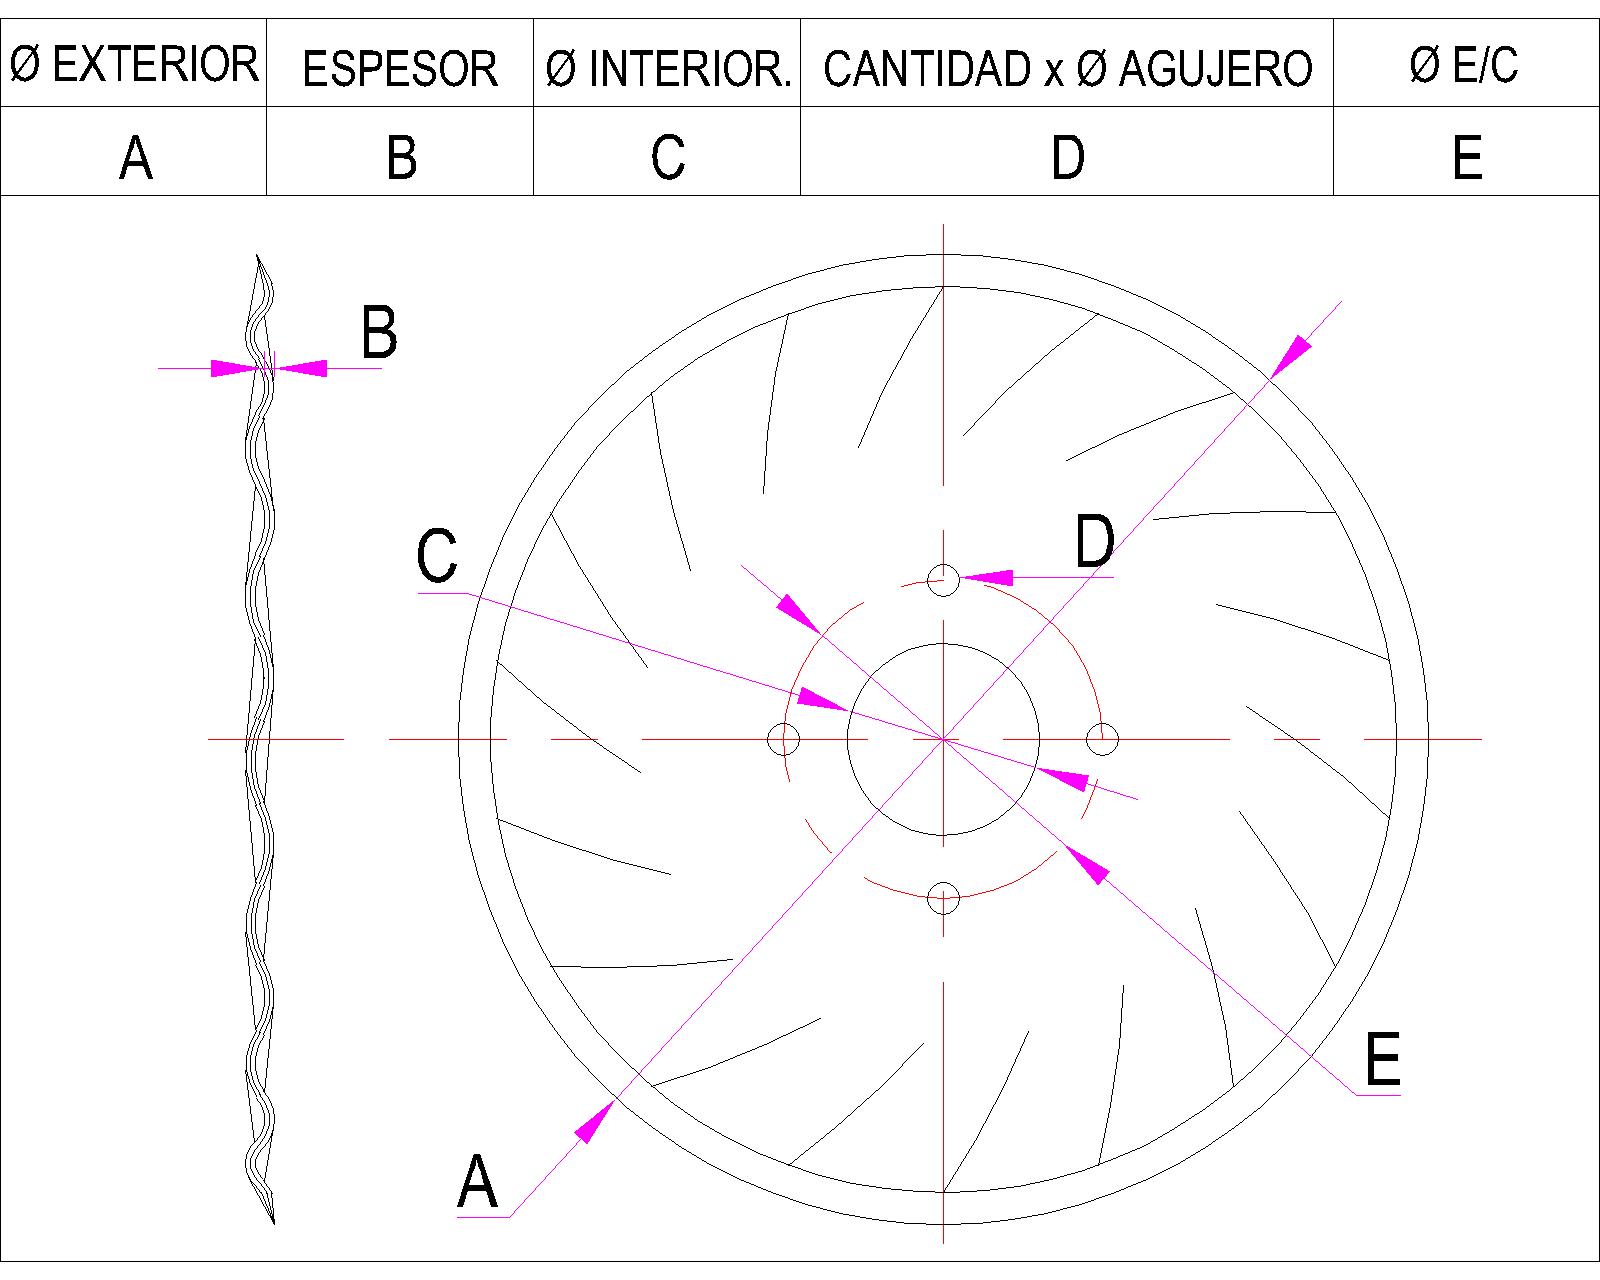 Ø EXTERIOR ESPESOR Ø INTERIOR. CANTIDAD x Ø AGUJERO Ø E/C
A B C D E
B
D
C
E
A